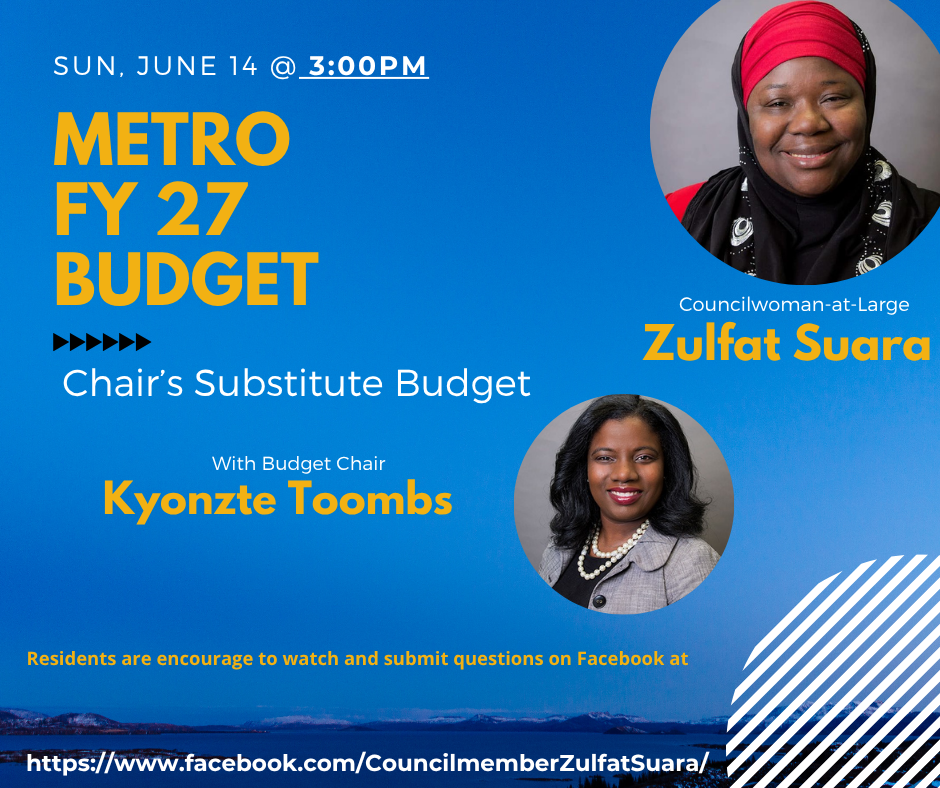 SUN, JUNE 14 @ 3:00PM
METRO
FY 27
BUDGET
Councilwoman-at-Large
Zulfat Suara
Chair’s Substitute Budget
With Budget Chair
Kyonzte Toombs
Residents are encourage to watch and submit questions on Facebook at
https://www.facebook.com/CouncilmemberZulfatSuara/